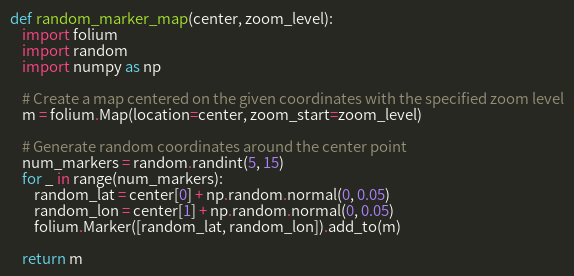 def random_marker_map(center, zoom_level):
    import folium
    import random
    import numpy as np
    # Create a map centered on the given coordinates with the specified zoom level
    m = folium.Map(location=center, zoom_start=zoom_level)
    # Generate random coordinates around the center point
    num_markers = random.randint(5, 15)
    for _ in range(num_markers):
        random_lat = center[0] + np.random.normal(0, 0.05)
        random_lon = center[1] + np.random.normal(0, 0.05)
        folium.Marker([random_lat, random_lon]).add_to(m)
    return m